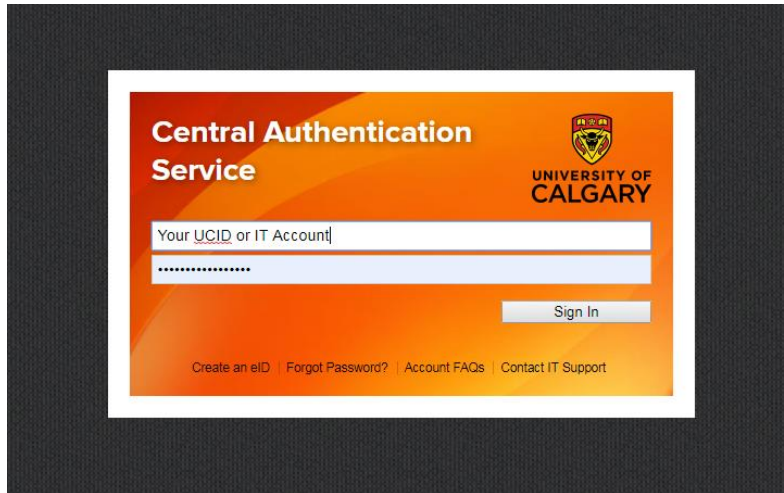 Central Authentication
Service
UNIVERSITY OF
CALGARY
Your UCID or IT Account
•••••••••••••••••
Sign In
Create an eID | Forgot Password? | Account FAQs | Contact IT Support